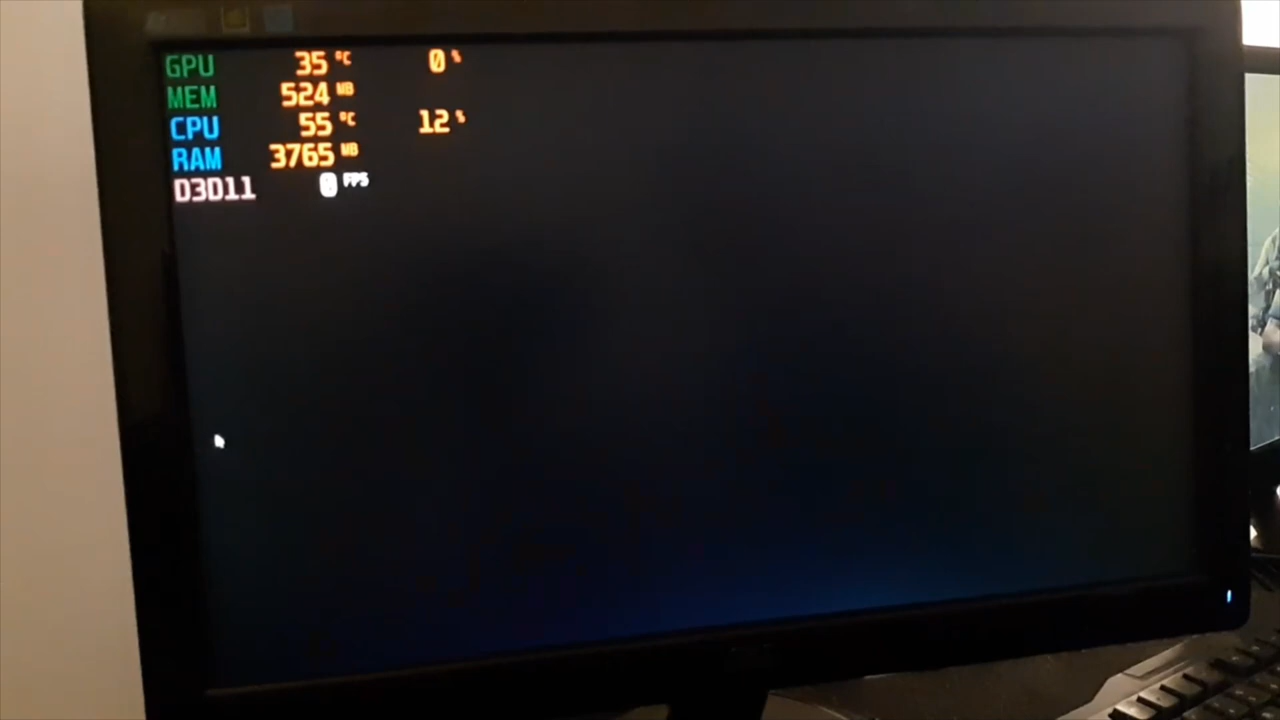 GPU 35 °C 0 %
MEM 524 MB
CPU 55 °C 12 %
RAM 3765 MB
D3D11 0 FPS